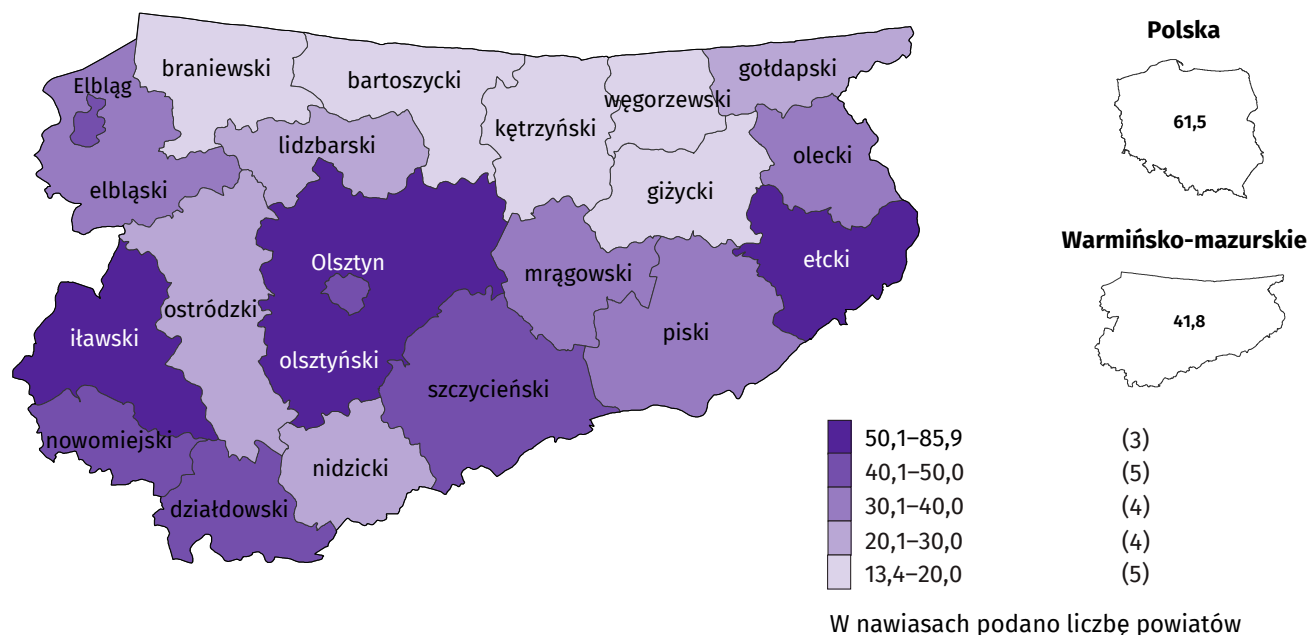 Polska
61,5
Warmińsko-mazurskie
41,8
Elbląg
braniewski
bartoszycki
gołdapski
węgorzewski
kętrzyński
lidzbarski
olecki
elbląski
giżycki
Olsztyn
mrągowski
ełcki
ostródzki
iławski
olsztyński
piski
szczycieński
nowomiejski
nidzicki
działdowski
50,1–85,9 (3)
40,1–50,0 (5)
30,1–40,0 (4)
20,1–30,0 (4)
13,4–20,0 (5)
W nawiasach podano liczbę powiatów